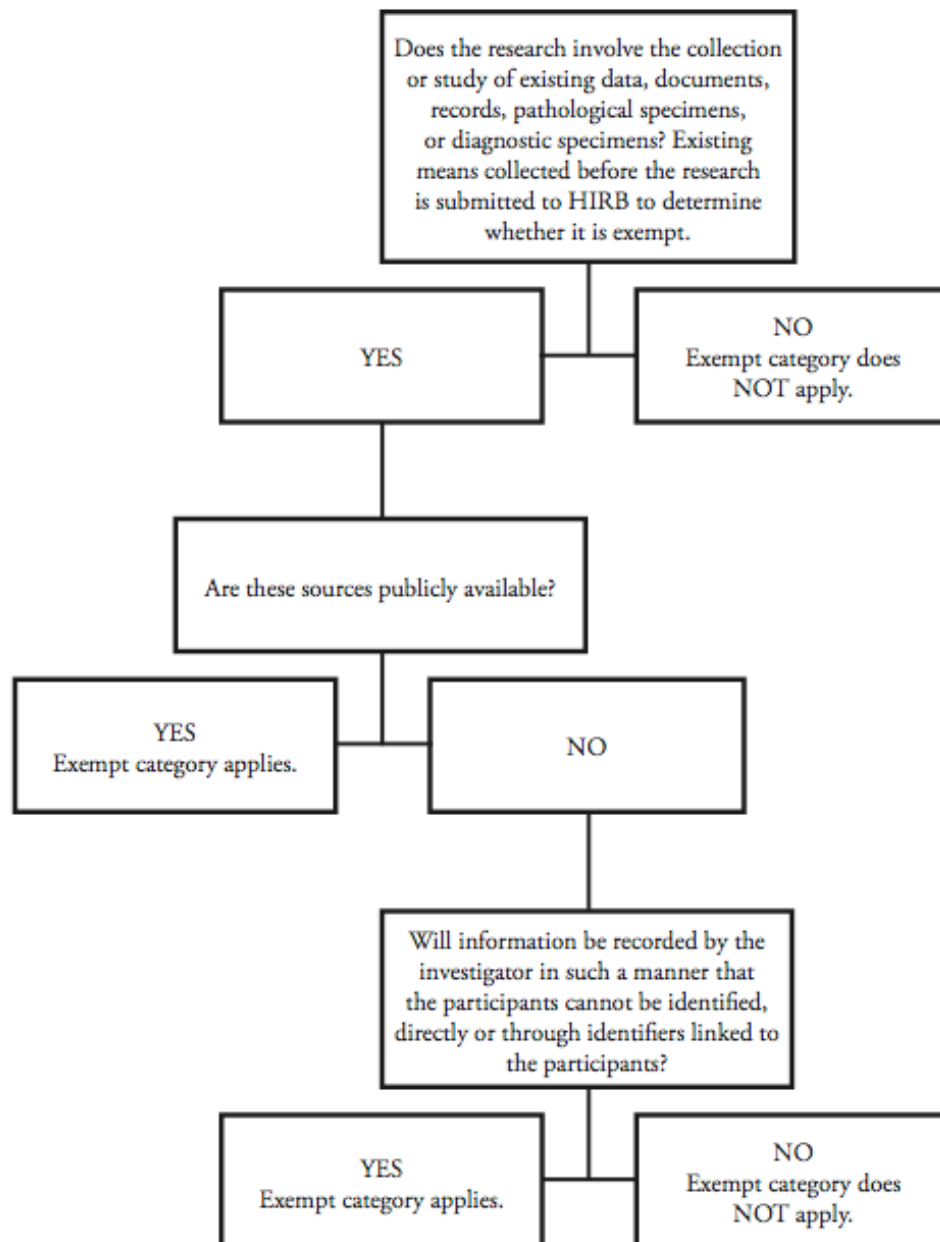 Does the research involve the collection
or study of existing data, documents,
records, pathological specimens,
or diagnostic specimens? Existing
means collected before the research
is submitted to HIRB to determine
whether it is exempt.
YES
NO
Exempt category does
NOT apply.
Are these sources publicly available?
YES
Exempt category applies.
NO
Will information be recorded by the
investigator in such a manner that
the participants cannot be identified,
directly or through identifiers linked to
the participants?
YES
Exempt category applies.
NO
Exempt category does
NOT apply.